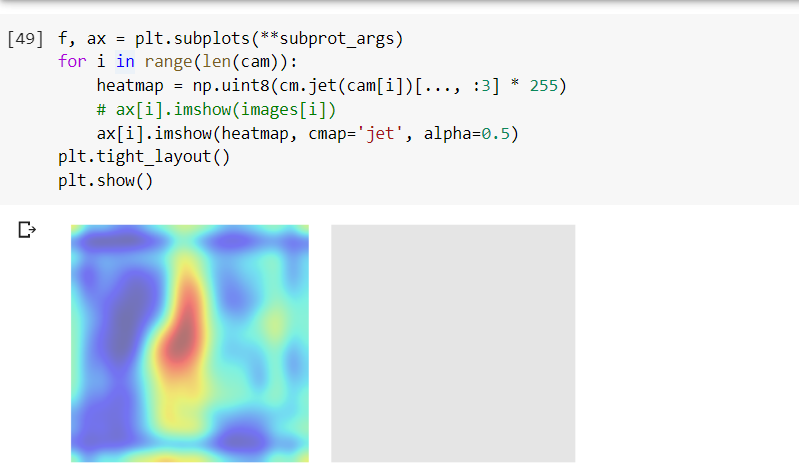 [49] f, ax = plt.subplots(**subprot_args)
for i in range(len(cam)):
heatmap = np.uint8(cm.jet(cam[i])[..., :3] * 255)
# ax[i].imshow(images[i])
ax[i].imshow(heatmap, cmap='jet', alpha=0.5)
plt.tight_layout()
plt.show()